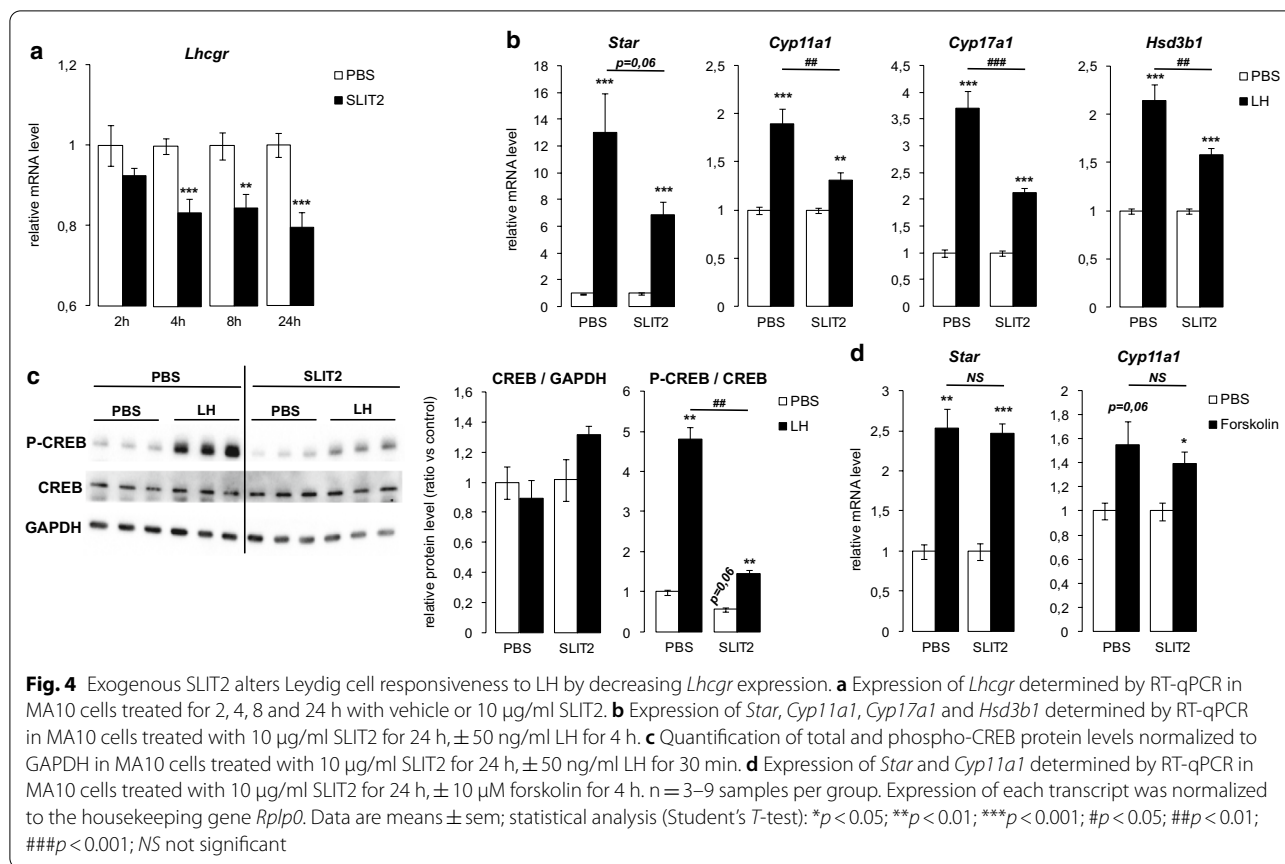 a
Lhcgr
1,2
1
0,8
0,6
relative mRNA level
PBS
SLIT2
***
**
***
2h 4h 8h 24h
b
relative mRNA level
Star
p=0,06
18
16
14
12
10
8
6
4
2
0
***
***
PBS SLIT2
Cyp11a1
##
2,5
2
1,5
1
0,5
0
***
**
PBS SLIT2
Cyp17a1
###
4,5
4
3,5
3
2,5
2
1,5
1
0,5
0
***
***
PBS SLIT2
Hsd3b1
##
2,5
2
1,5
1
0,5
0
***
***
PBS SLIT2
PBS
LH
c
PBS SLIT2
PBS LH PBS LH
P-CREB
CREB
GAPDH
relative protein level (ratio vs control)
CREB / GAPDH
1,6
1,4
1,2
1
0,8
0,6
0,4
0,2
0
PBS SLIT2
P-CREB / CREB
##
6
5
4
3
2
1
0
**
p=0,06
**
PBS SLIT2
PBS
LH
d
relative mRNA level
Star
NS
3
2,5
2
1,5
1
0,5
0
**
***
PBS SLIT2
Cyp11a1
NS
2
1,8
1,6
1,4
1,2
1
0,8
0,6
0,4
0,2
0
p=0,06
*
PBS SLIT2
PBS
Forskolin
Fig. 4 Exogenous SLIT2 alters Leydig cell responsiveness to LH by decreasing Lhcgr expression. a Expression of Lhcgr determined by RT-qPCR in
MA10 cells treated for 2, 4, 8 and 24 h with vehicle or 10 µg/ml SLIT2. b Expression of Star, Cyp11a1, Cyp17a1 and Hsd3b1 determined by RT-qPCR
in MA10 cells treated with 10 µg/ml SLIT2 for 24 h, ± 50 ng/ml LH for 4 h. c Quantification of total and phospho-CREB protein levels normalized to
GAPDH in MA10 cells treated with 10 µg/ml SLIT2 for 24 h, ± 50 ng/ml LH for 30 min. d Expression of Star and Cyp11a1 determined by RT-qPCR in
MA10 cells treated with 10 µg/ml SLIT2 for 24 h, ± 10 µM forskolin for 4 h. n = 3–9 samples per group. Expression of each transcript was normalized
to the housekeeping gene Rplp0. Data are means ± sem; statistical analysis (Student's T-test): *p < 0.05; **p < 0.01; ***p < 0.001; #p < 0.05; ##p < 0.01;
###p < 0.001; NS not significant